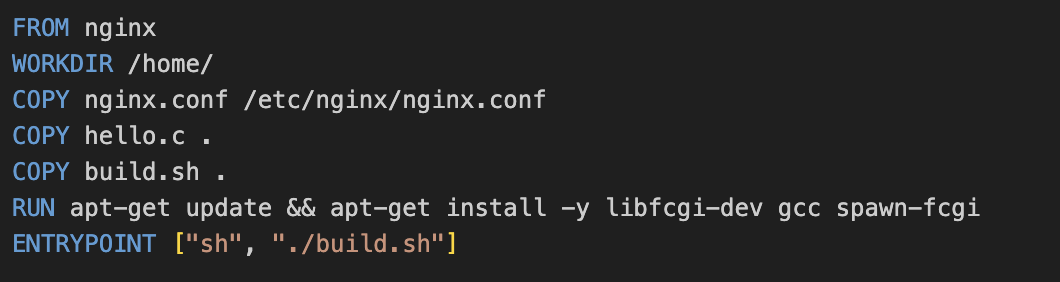 FROM nginx
WORKDIR /home/
COPY nginx.conf /etc/nginx/nginx.conf
COPY hello.c .
COPY build.sh .
RUN apt-get update && apt-get install -y libfcgi-dev gcc spawn-fcgi
ENTRYPOINT ["sh", "./build.sh"]